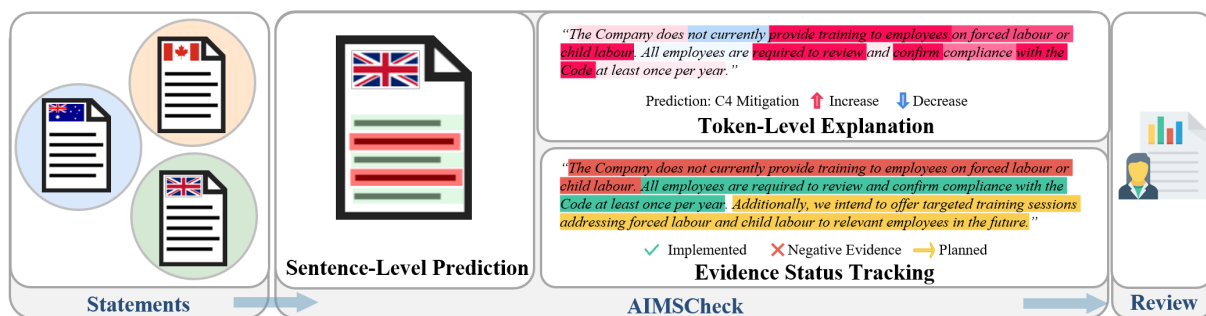 “The Company does not currently provide training to employees on forced labour or
child labour. All employees are required to review and confirm compliance with the
Code at least once per year.”
Prediction: C4 Mitigation Increase Decrease
Token-Level Explanation
“The Company does not currently provide training to employees on forced labour or
child labour. All employees are required to review and confirm compliance with the
Code at least once per year. Additionally, we intend to offer targeted training sessions
addressing forced labour and child labour to relevant employees in the future.”
Implemented Negative Evidence Planned
Sentence-Level Prediction
Evidence Status Tracking
Statements
AIMSCheck
Review